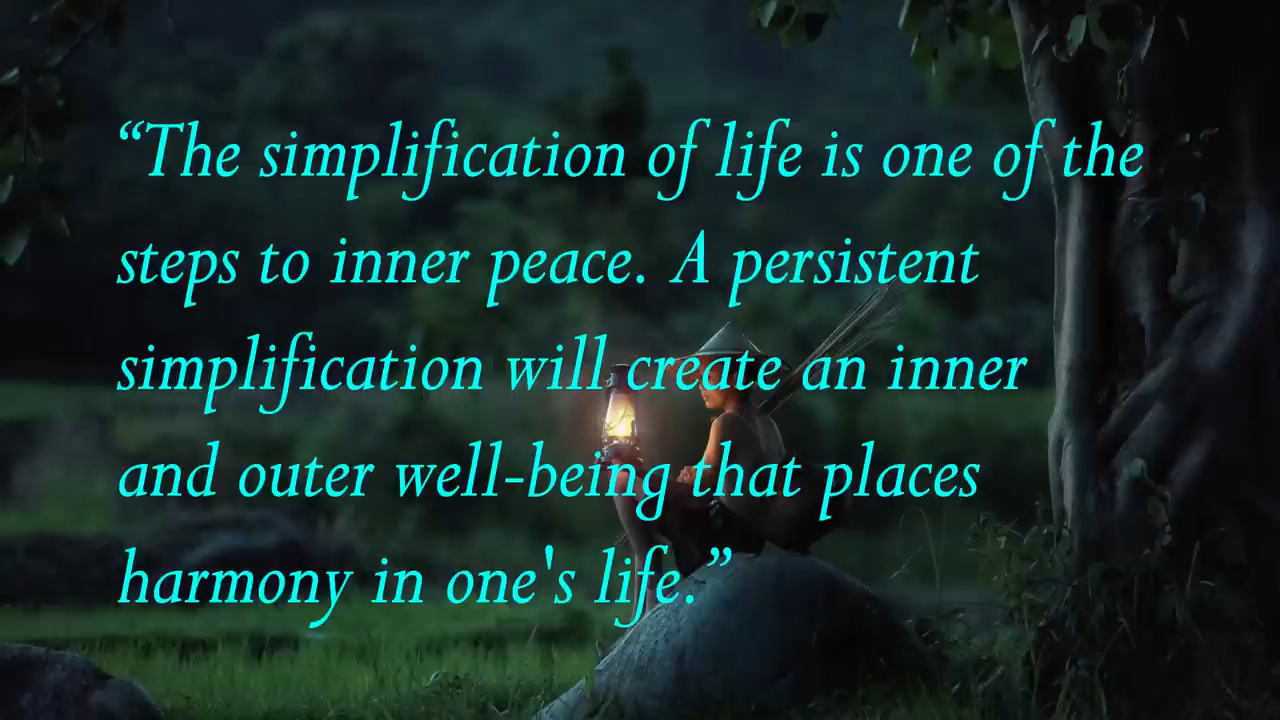 “The simplification of life is one of the
steps to inner peace. A persistent
simplification will create an inner
and outer well-being that places
harmony in one's life.”